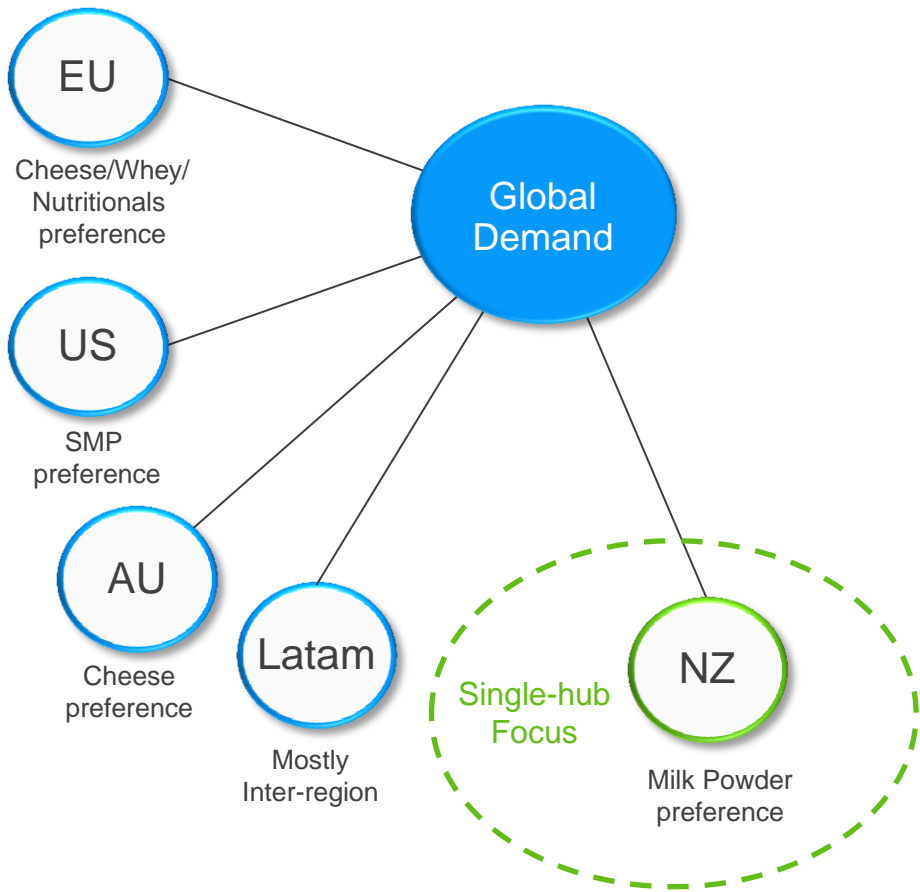 EU
Cheese/Whey/
Nutritionals
preference
Global
Demand
US
SMP
preference
AU
Cheese
preference
Latam
Mostly
Inter-region
Single-hub
Focus
NZ
Milk Powder
preference